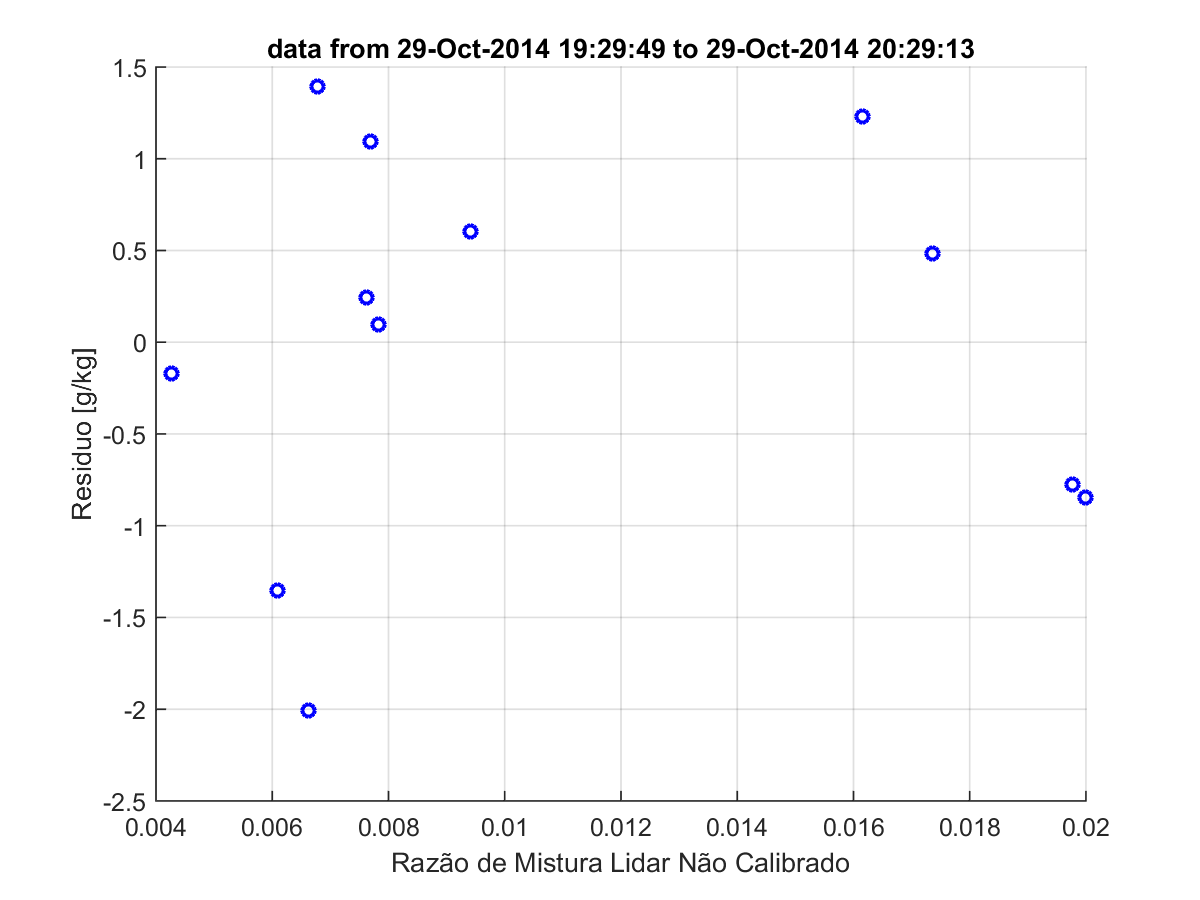 data from 29-Oct-2014 19:29:49 to 29-Oct-2014 20:29:13
1.5
1
0.5
0
-0.5
-1
-1.5
-2
-2.5
Residuo [g/kg]
0.004 0.006 0.008 0.01 0.012 0.014 0.016 0.018 0.02
Razão de Mistura Lidar Não Calibrado